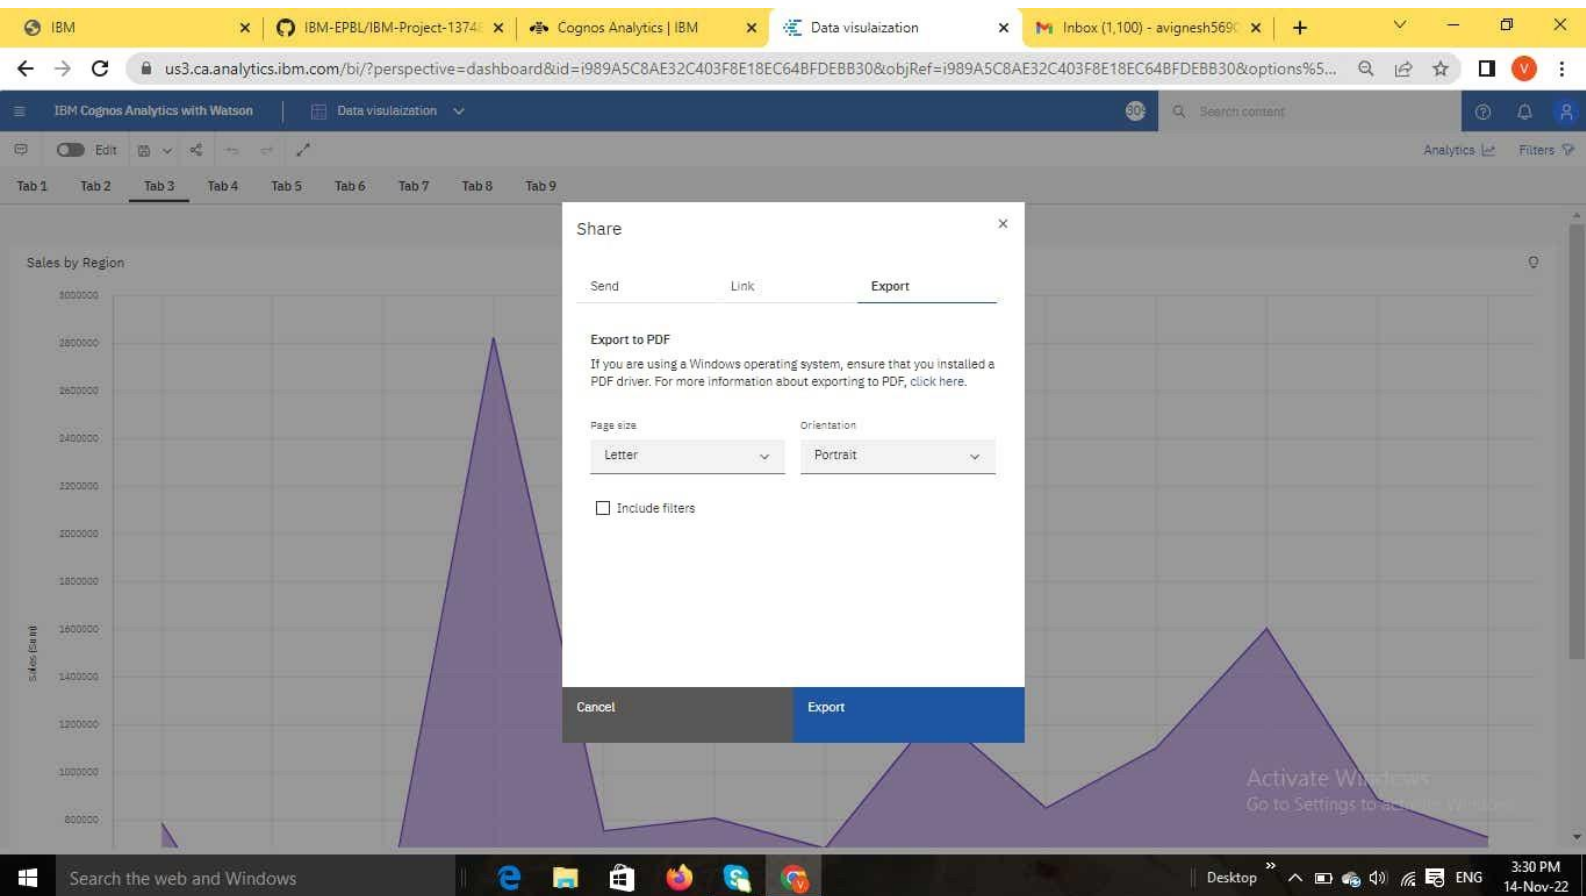 IBM
IBM-EPBL/IBM-Project-1374
Cognos Analytics | IBM
Data visulaization
Inbox (1,100) - avignesh569
us3.ca.analytics.ibm.com/bi/?perspective=dashboard&id=i989A5C8AE32C403F8E18EC64BFDEBB30&objRef=i989A5C8AE32C403F8E18EC64BFDEBB30&options%5...
V
IBM Cognos Analytics with Watson
Data visulaization
Search content
Edit
Analytics
Filters
Tab 1
Tab 2
Tab 3
Tab 4
Tab 5
Tab 6
Tab 7
Tab 8
Tab 9
Share
Send
Link
Export
Export to PDF
If you are using a Windows operating system, ensure that you installed a
PDF driver. For more information about exporting to PDF, click here.
Page size
Orientation
Letter
Portrait
Include filters
Cancel
Export
Sales by Region
3000000
2800000
2600000
2400000
2200000
2000000
1800000
1600000
1400000
1200000
1000000
800000
Sales (Sum)
Activate Windows
Go to Settings to activate Windows.
Search the web and Windows
Desktop
ENG
3:30 PM
14-Nov-22